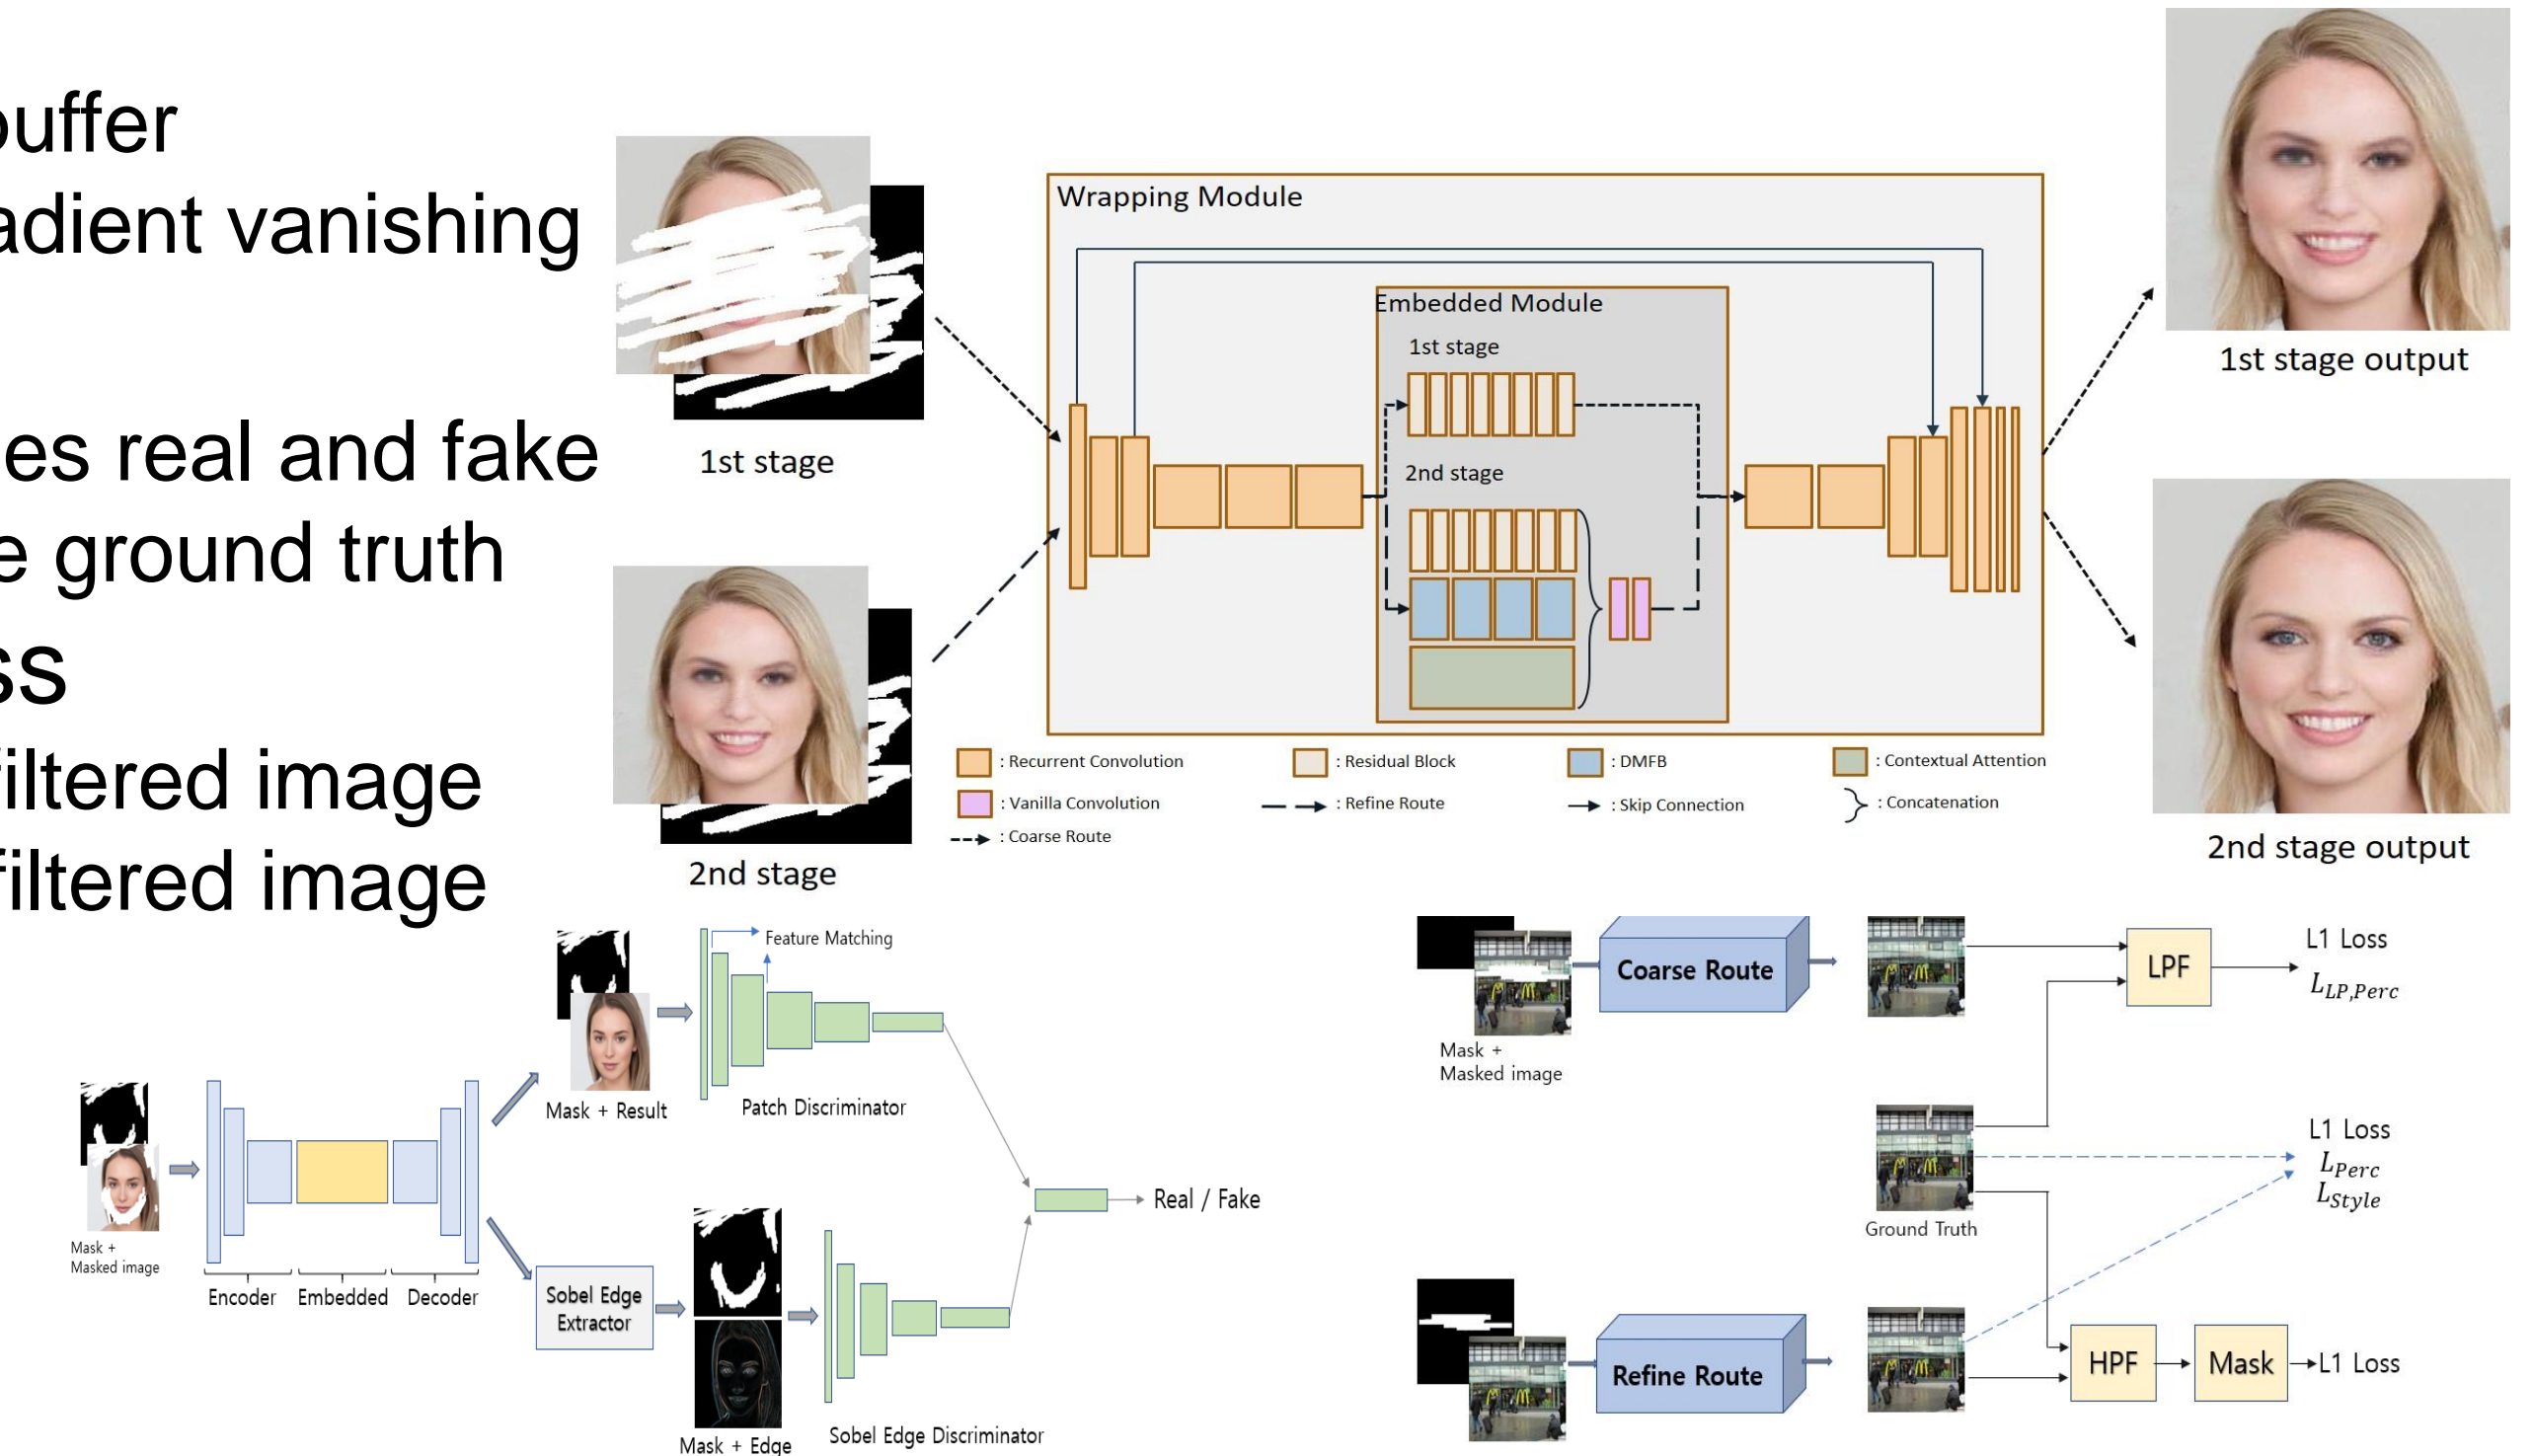 buffer
adient vanishing
es real and fake
e ground truth
ss
filtered image
filtered image
1st stage
2nd stage
Wrapping Module
Embedded Module
1st stage
2nd stage
1st stage output
2nd stage output
: Recurrent Convolution
: Residual Block
: DMFB
: Contextual Attention
: Vanilla Convolution
: Refine Route
: Skip Connection
: Concatenation
: Coarse Route
Mask +
Masked image
Encoder
Embedded
Decoder
Mask + Result
Feature Matching
Patch Discriminator
Sobel Edge
Extractor
Mask + Edge
Sobel Edge Discriminator
Real / Fake
Mask +
Masked image
Coarse Route
LPF
L1 Loss
L_{LP,Perc}
Ground Truth
L1 Loss
L_{Perc}
L_{Style}
Refine Route
HPF
Mask
L1 Loss